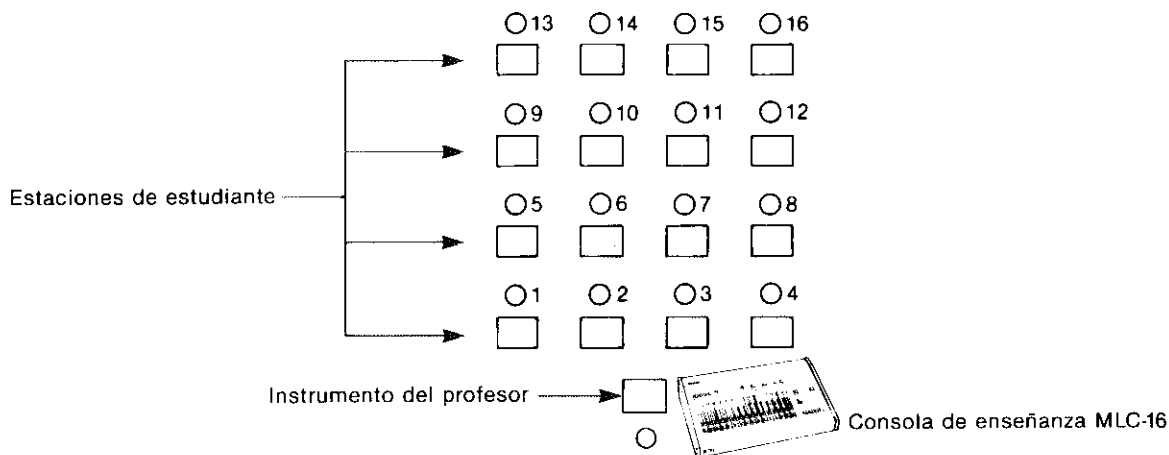 13 14 15 16
9 10 11 12
Estaciones de estudiante
5 6 7 8
1 2 3 4
Instrumento del profesor
Consola de enseñanza MLC-16